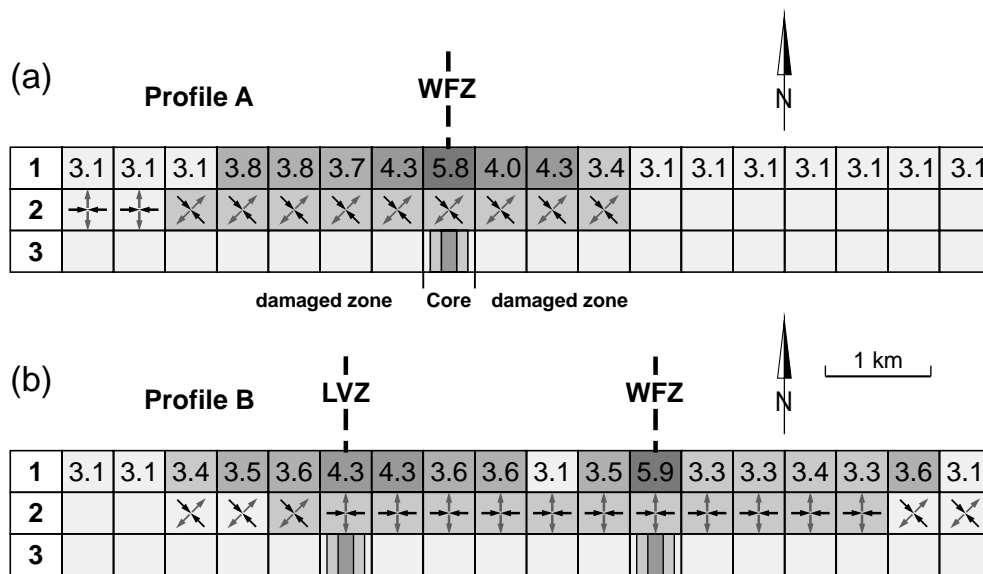 (a)
Profile A
WFZ
N
1 3.1 3.1 3.1 3.8 3.8 3.7 4.3 5.8 4.0 4.3 3.4 3.1 3.1 3.1 3.1 3.1 3.1 3.1
2
3
damaged zone Core damaged zone
(b)
Profile B
LVZ
WFZ
N
1 km
1 3.1 3.1 3.4 3.5 3.6 4.3 4.3 3.6 3.6 3.1 3.5 5.9 3.3 3.3 3.4 3.3 3.6 3.1
2
3